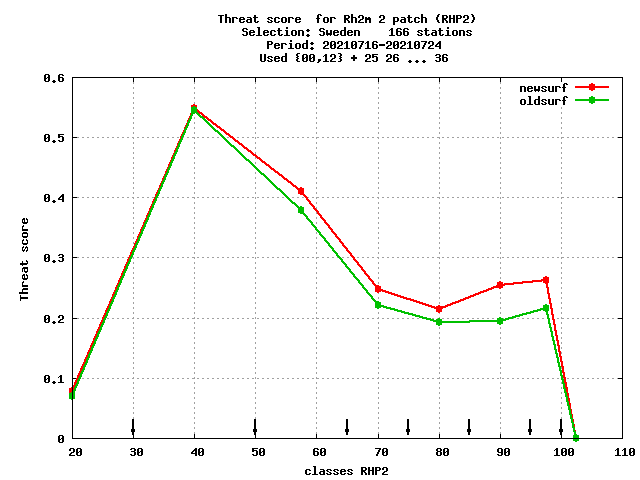 Threat score  for Rh2m 2 patch (RHP2)
Selection: Sweden    166 stations
Period: 20210716-20210724
Used {00,12} + 25 26 ... 36
newsurf
oldsurf
0.6
0.5
0.4
0.3
0.2
0.1
0
Threat score
20 30 40 50 60 70 80 90 100 110
classes RHP2